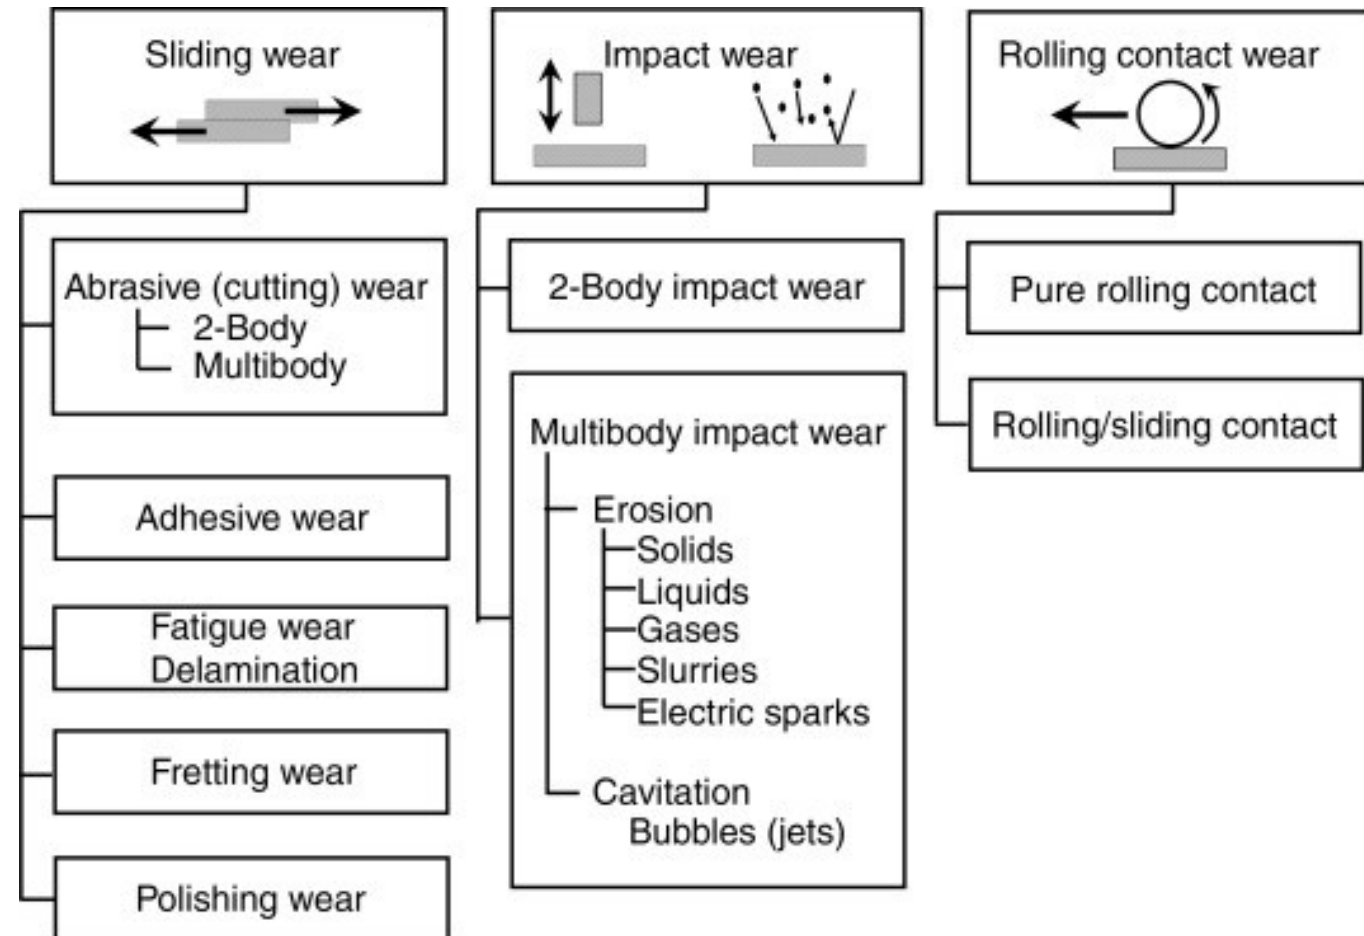 Sliding wear
Abrasive (cutting) wear
2-Body
Multibody
Adhesive wear
Fatigue wear
Delamination
Fretting wear
Polishing wear
Impact wear
2-Body impact wear
Multibody impact wear
Erosion
Solids
Liquids
Gases
Slurries
Electric sparks
Cavitation
Bubbles (jets)
Rolling contact wear
Pure rolling contact
Rolling/sliding contact